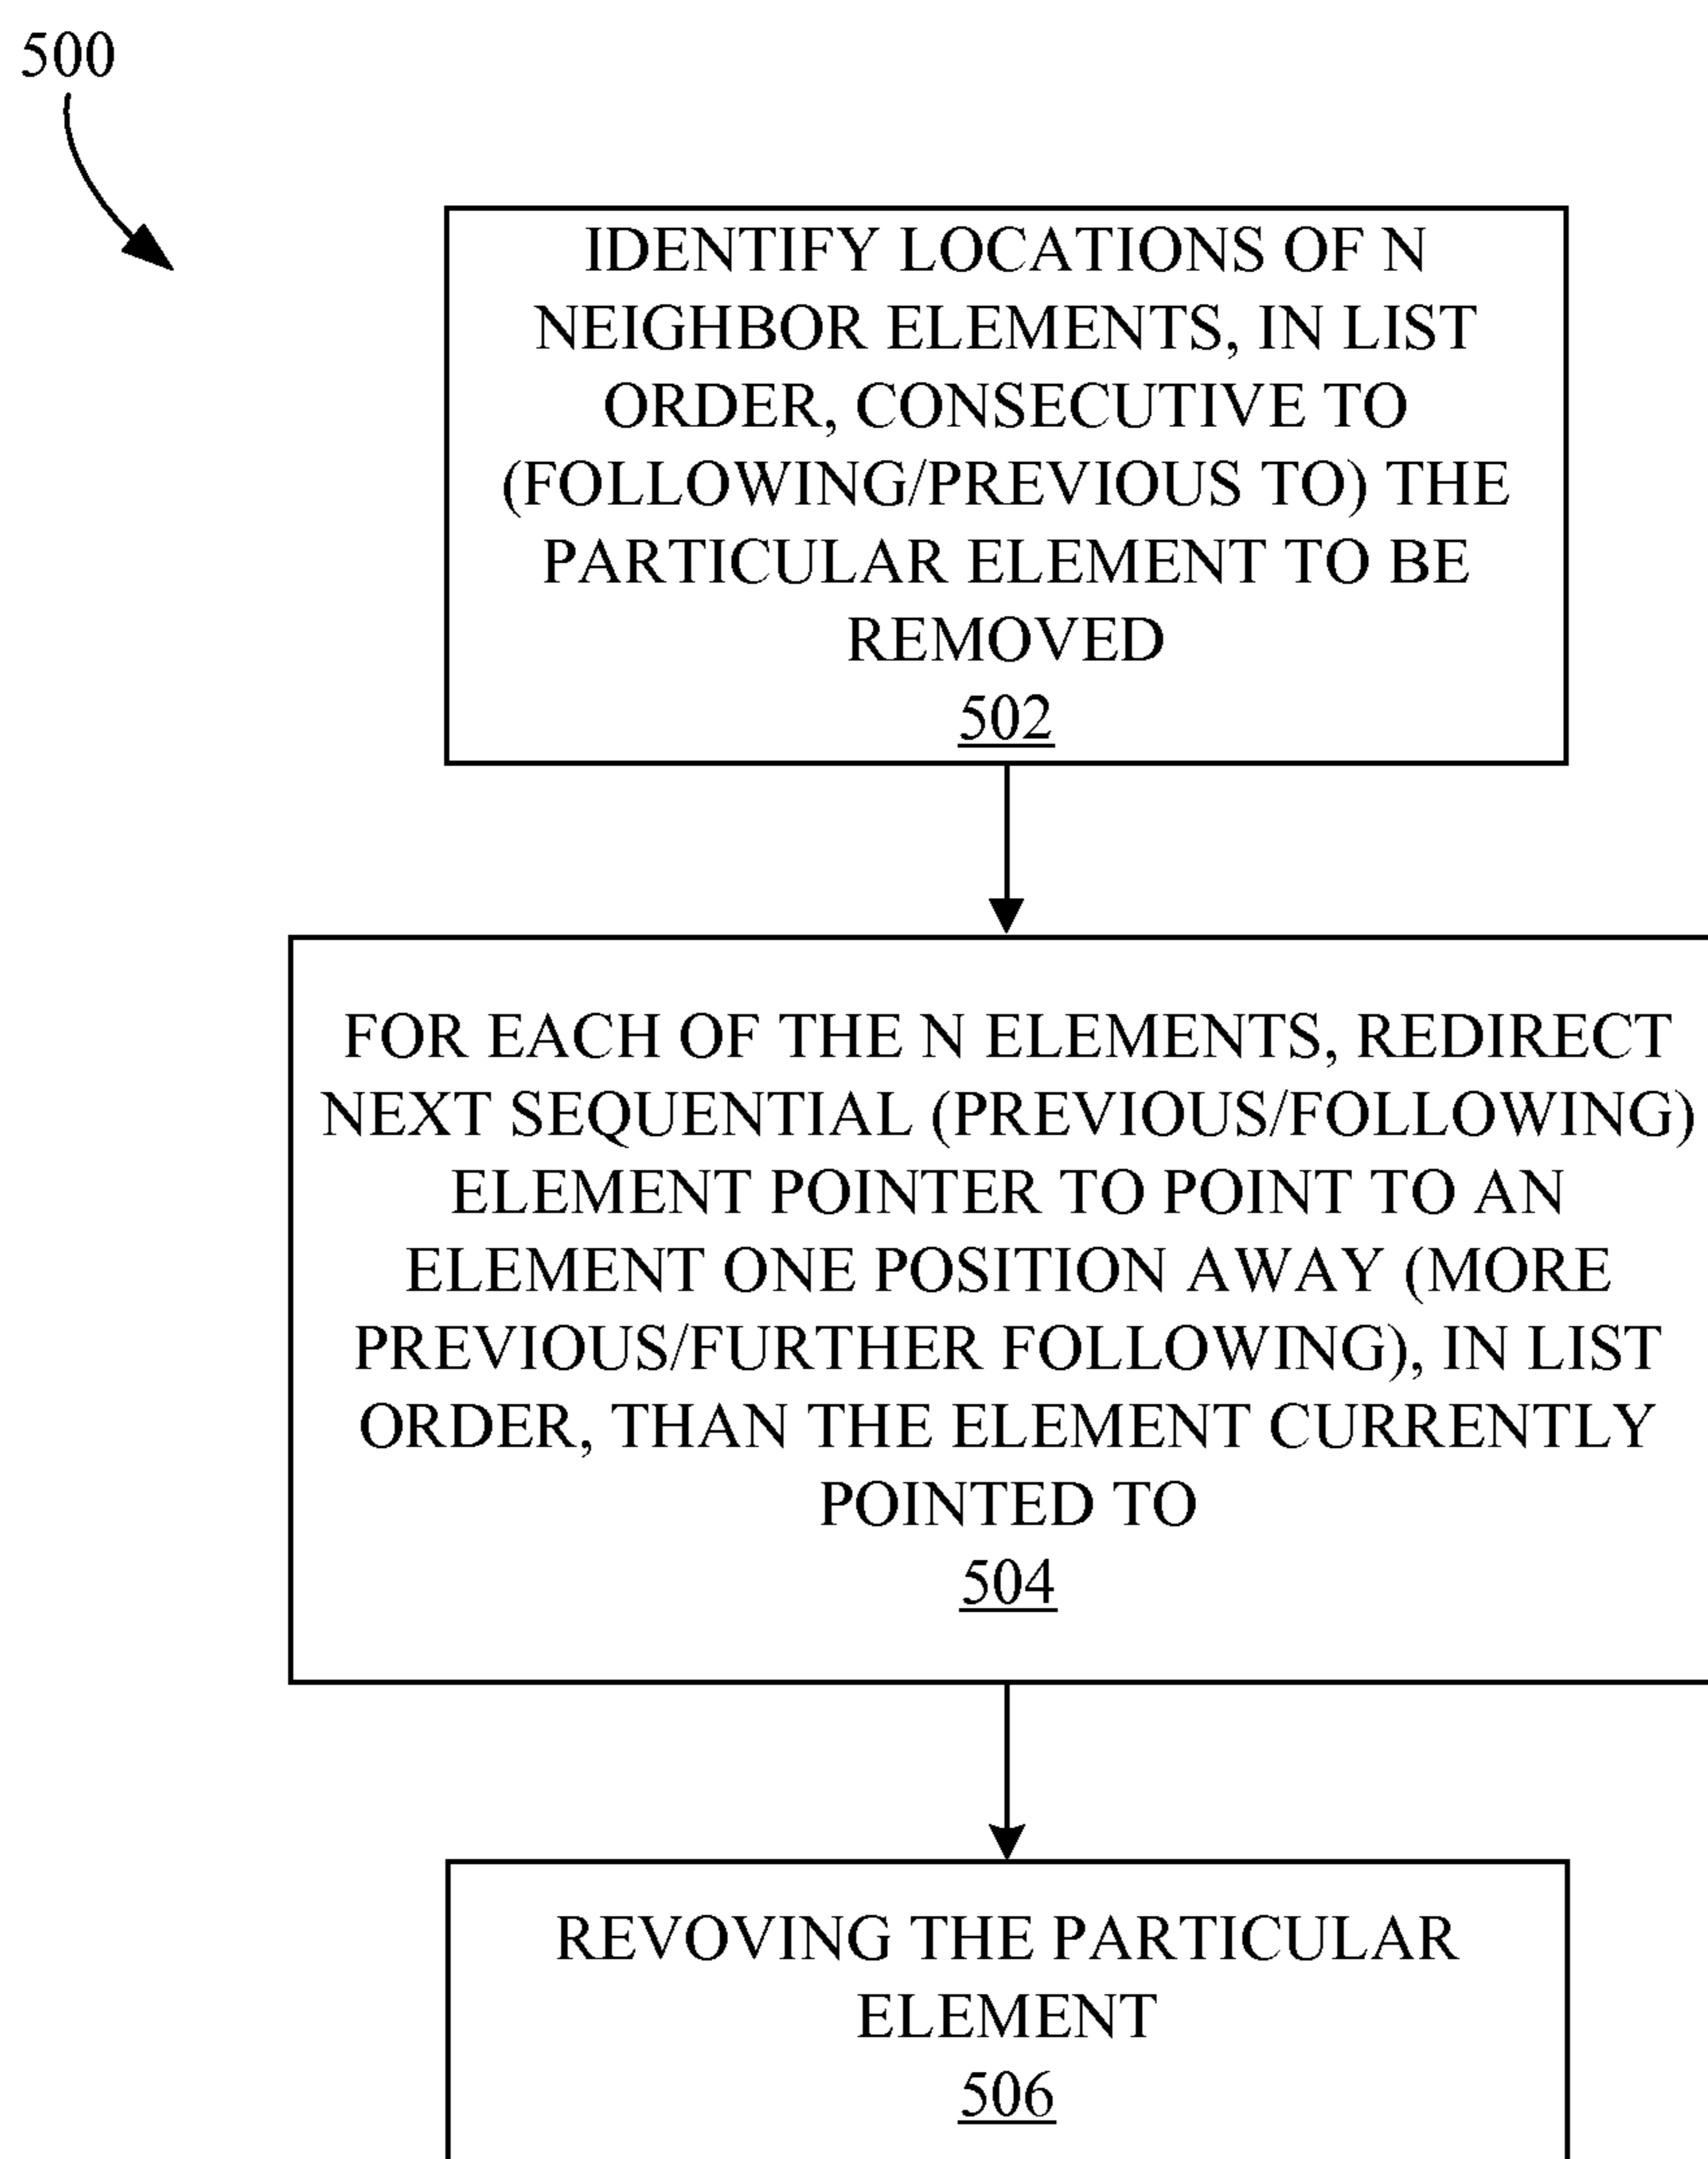 500
IDENTIFY LOCATIONS OF N
NEIGHBOR ELEMENTS, IN LIST
ORDER, CONSECUTIVE TO
(FOLLOWING/PREVIOUS TO) THE
PARTICULAR ELEMENT TO BE
REMOVED
502
FOR EACH OF THE N ELEMENTS, REDIRECT
NEXT SEQUENTIAL (PREVIOUS/FOLLOWING)
ELEMENT POINTER TO POINT TO AN
ELEMENT ONE POSITION AWAY (MORE
PREVIOUS/FURTHER FOLLOWING), IN LIST
ORDER, THAN THE ELEMENT CURRENTLY
POINTED TO
504
REVOVING THE PARTICULAR
ELEMENT
506